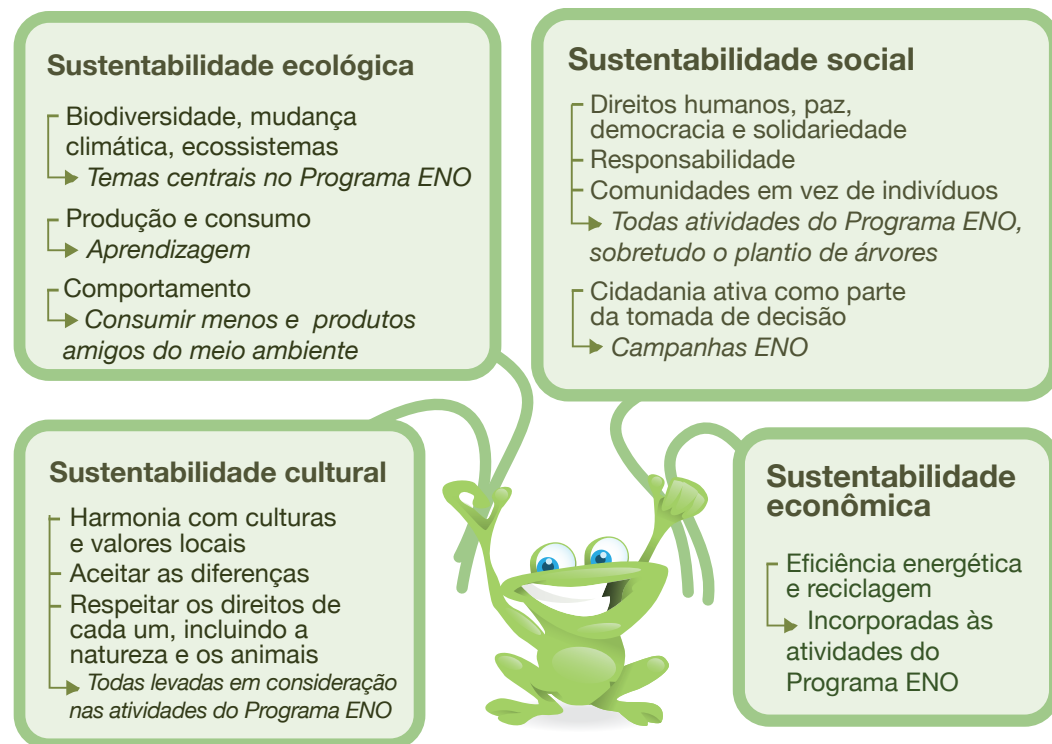 Sustentabilidade ecológica
Biodiversidade, mudança
climática, ecossistemas
Temas centrais no Programa ENO
Produção e consumo
Aprendizagem
Comportamento
Consumir menos e produtos
amigos do meio ambiente
Sustentabilidade social
Direitos humanos, paz,
democracia e solidariedade
Responsabilidade
Comunidades em vez de indivíduos
Todas atividades do Programa ENO,
sobretudo o plantio de árvores
Cidadania ativa como parte
da tomada de decisão
Campanhas ENO
Sustentabilidade cultural
Harmonia com culturas
e valores locais
Aceitar as diferenças
Respeitar os direitos de
cada um, incluindo a
natureza e os animais
Todas levadas em consideração
nas atividades do Programa ENO
Sustentabilidade
econômica
Eficiência energética
e reciclagem
Incorporadas às
atividades do
Programa ENO